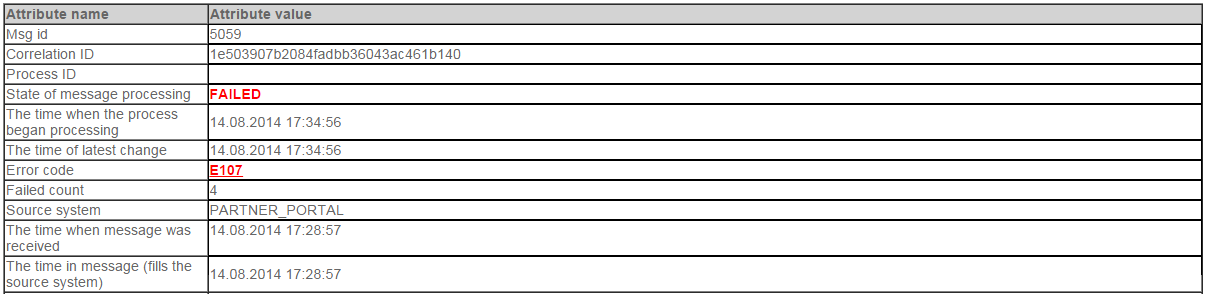 Attribute name Attribute value
Msg id 5059
Correlation ID 1e503907b2084fadbb36043ac461b140
Process ID
State of message processing FAILED
The time when the process
began processing 14.08.2014 17:34:56
The time of latest change 14.08.2014 17:34:56
Error code E107
Failed count 4
Source system PARTNER_PORTAL
The time when message was 14.08.2014 17:28:57
received
The time in message (fills the
source system) 14.08.2014 17:28:57